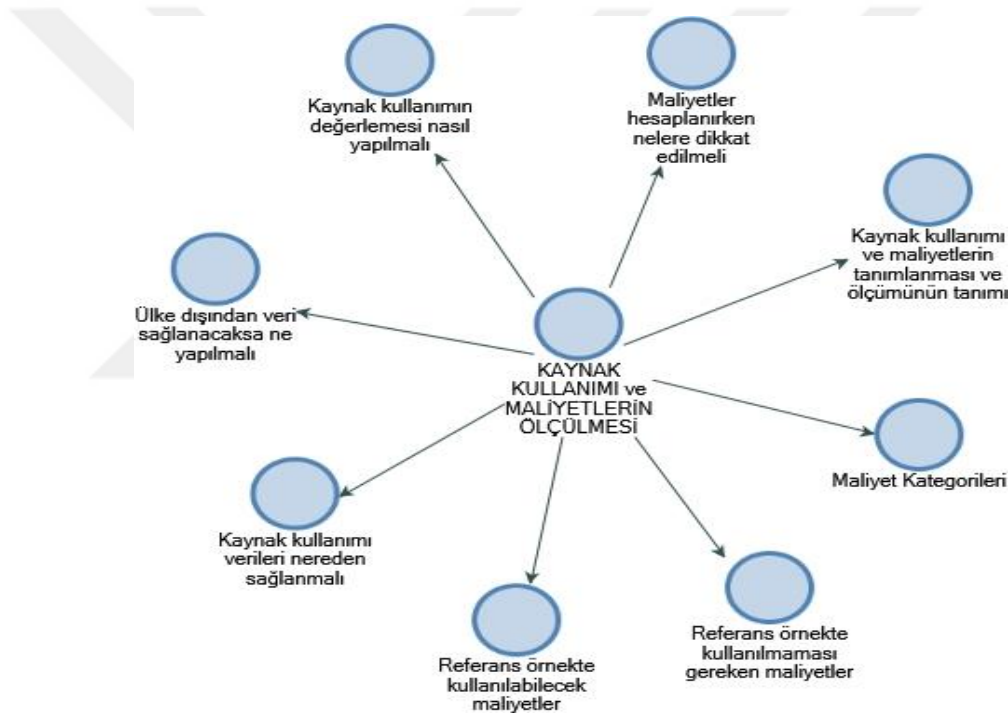 Kaynak kullanımın
değerlemesi nasıl
yapılmalı
Maliyetler
hesaplanırken
nelere dikkat
edilmeli
Kaynak kullanımı
ve maliyetlerin
tanımlanması ve
ölçümünün tanımı
Ülke dışından veri
sağlanacaksa ne
yapılmalı
KAYNAK
KULLANIMI ve
MALİYETLERİN
ÖLÇÜLMESİ
Maliyet Kategorileri
Kaynak kullanımı
verileri nereden
sağlanmalı
Referans örnekte
kullanılabilecek
maliyetler
Referans örnekte
kullanılmaması
gereken maliyetler